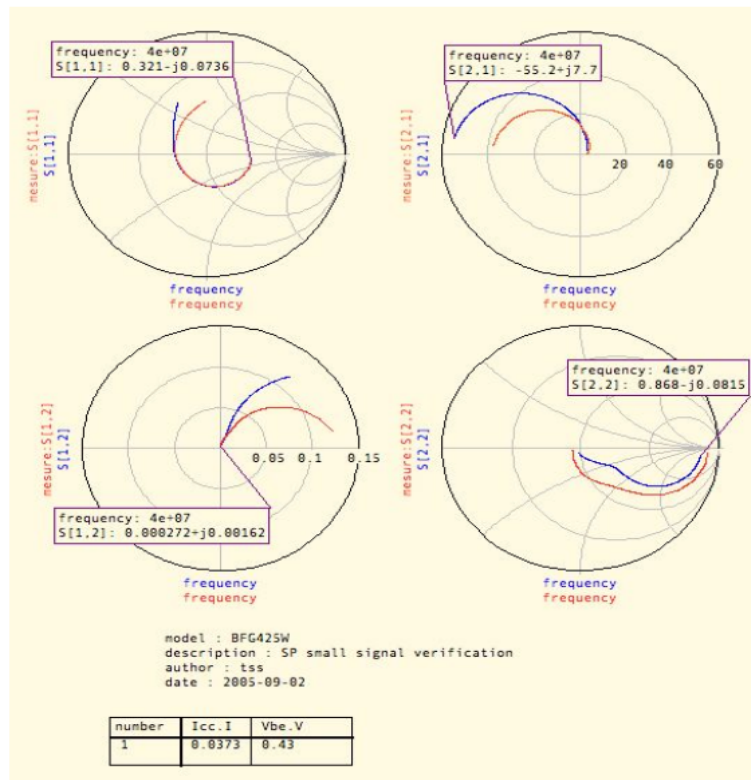 frequency: 4e+07
S[1,1]: 0.321-j0.0736
mesure:S[1,1]
S[1,1]
frequency
frequency
frequency: 4e+07
S[2,1]: -55.2+j7.7
mesure:S[2,1]
S[2,1]
20 40 60
frequency
frequency
mesure:S[1,2]
S[1,2]
0.05 0.1 0.15
frequency: 4e+07
S[1,2]: 0.000272+j0.00162
frequency
frequency
frequency: 4e+07
S[2,2]: 0.868-j0.0815
mesure:S[2,2]
S[2,2]
frequency
frequency
model : BFG425W
description : SP small signal verification
author : tss
date : 2005-09-02
number Icc.I Vbe.V
1 0.0373 0.43